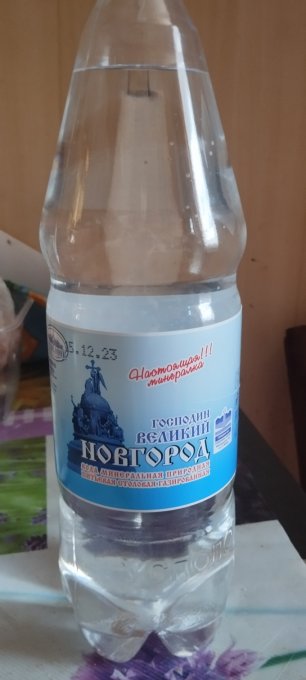 5.12.23
Настоящая!!!
минералка
ГОСПОДИН
ВЕЛИКИЙ
НОВГОРОД
ВОДА МИНЕРАЛЬНАЯ ПРИРОДНАЯ
ПИТЬЕВАЯ СТОЛОВАЯ ГАЗИРОВАННАЯ